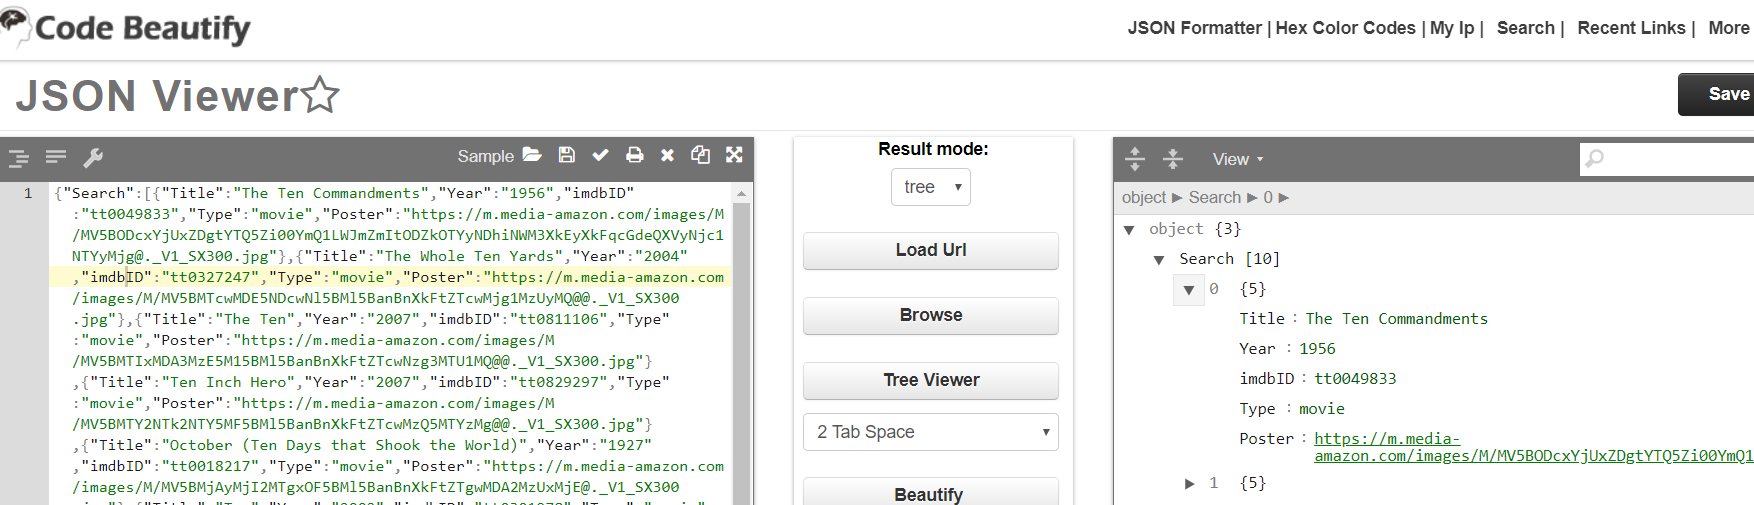 Code Beautify
JSON Formatter | Hex Color Codes | My Ip | Search | Recent Links | More
JSON Viewer
Save
Sample
1 {"Search":[{"Title":"The Ten Commandments","Year":"1956","imdbID"
:"tt0049833","Type":"movie","Poster":"https://m.media-amazon.com/images/M
/MV5BODcxYjUxZDgtYTQ5Zi00YmQ1LWJmZmItODZkOTYyNDhiNWM3XkEyXkFqcGdeQXVyNjc1
NTYyMjg@._V1_SX300.jpg"},{"Title":"The Whole Ten Yards","Year":"2004"
,"imdbID":"tt0327247","Type":"movie","Poster":"https://m.media-amazon.com
/images/M/MV5BMTcwMDE5NDcwNl5BMl5BanBnXkFtZTcwMjg1MzUyMQ@@._V1_SX300
.jpg"},{"Title":"The Ten","Year":"2007","imdbID":"tt0811106","Type"
:"movie","Poster":"https://m.media-amazon.com/images/M
/MV5BMTIxMDA3MzE5M15BMl5BanBnXkFtZTcwNzg3MTU1MQ@@._V1_SX300.jpg"}
,{"Title":"Ten Inch Hero","Year":"2007","imdbID":"tt0829297","Type"
:"movie","Poster":"https://m.media-amazon.com/images/M
/MV5BMTY2NTk2NTY5MF5BMl5BanBnXkFtZTcwMzQ5MTYzMg@@._V1_SX300.jpg"}
,{"Title":"October (Ten Days that Shook the World)","Year":"1927"
,"imdbID":"tt0018217","Type":"movie","Poster":"https://m.media-amazon.com
/images/M/MV5BMjAyMjI2MTgxOF5BMl5BanBnXkFtZTgwMDA2MzUxMjE@._V1_SX300
Result mode:
tree
Load Url
Browse
Tree Viewer
2 Tab Space
Beautify
View
object ► Search ► 0 ►
object {3}
Search [10]
0 {5}
Title : The Ten Commandments
Year : 1956
imdbID : tt0049833
Type : movie
Poster : https://m.media-
amazon.com/images/M/MV5BODcxYjUxZDgtYTQ5Zi00YmQ1
1 {5}